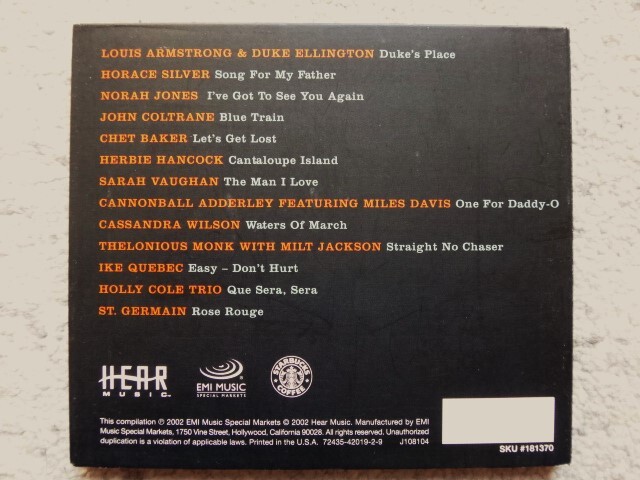 LOUIS ARMSTRONG & DUKE ELLINGTON Duke's Place
HORACE SILVER Song For My Father
NORAH JONES I've Got To See You Again
JOHN COLTRANE Blue Train
CHET BAKER Let's Get Lost
HERBIE HANCOCK Cantaloupe Island
SARAH VAUGHAN The Man I Love
CANNONBALL ADDERLEY FEATURING MILES DAVIS One For Daddy-O
CASSANDRA WILSON Waters Of March
THELONIOUS MONK WITH MILT JACKSON Straight No Chaser
IKE QUEBEC Easy – Don't Hurt
HOLLY COLE TRIO Que Sera, Sera
ST. GERMAIN Rose Rouge
HEAR
MUSIC
EMI MUSIC
SPECIAL MARKETS
STARBUCKS
COFFEE
This compilation ℗ 2002 EMI Music Special Markets © 2002 Hear Music. Manufactured by EMI
Music Special Markets, 1750 Vine Street, Hollywood, California 90028. All rights reserved. Unauthorized
duplication is a violation of applicable laws. Printed in the U.S.A. 72435-42019-2-9 J108104
SKU #181370